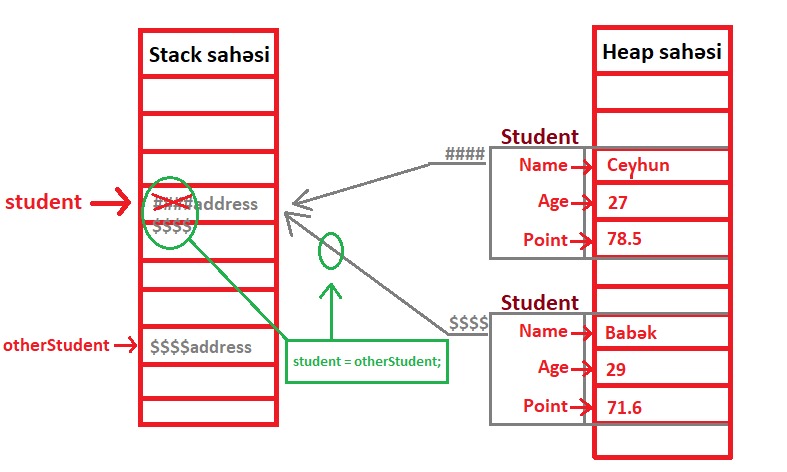 Stack sahəsi
Heap sahəsi
Student
####
Name
Ceyhun
student
####address
$$$$
Age
27
Point
78.5
Student
$$$$
Name
Babək
otherStudent
$$$$address
student = otherStudent;
Age
29
Point
71.6